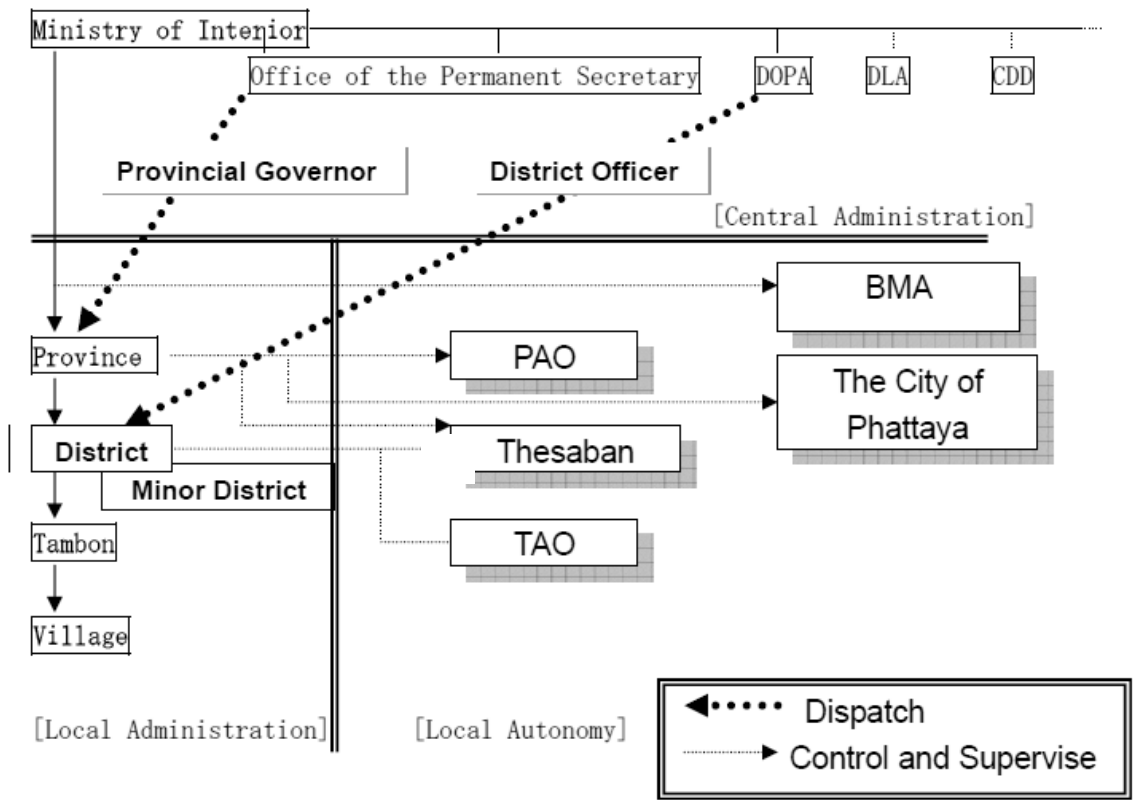 Ministry of Interior
Office of the Permanent Secretary
DOPA
DLA
CDD
Provincial Governor
District Officer
[Central Administration]
BMA
Province
PAO
The City of
Phattaya
District
Thesaban
Minor District
Tambon
TAO
Village
[Local Administration]
[Local Autonomy]
Dispatch
Control and Supervise